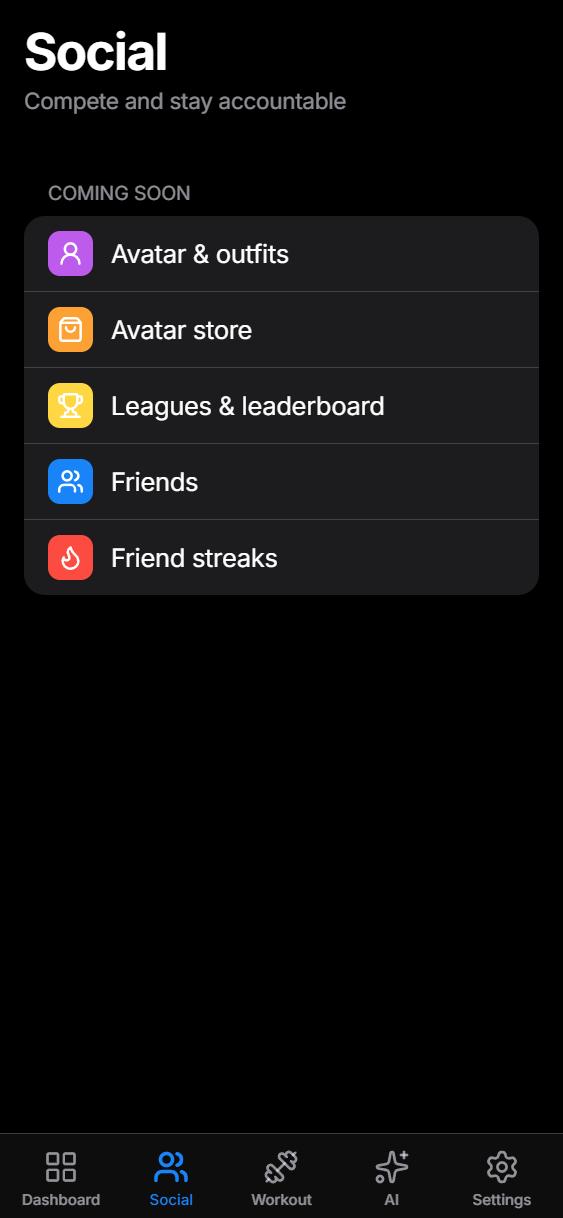 Social
Compete and stay accountable
COMING SOON
Avatar & outfits
Avatar store
Leagues & leaderboard
Friends
Friend streaks
Dashboard
Social
Workout
AI
Settings